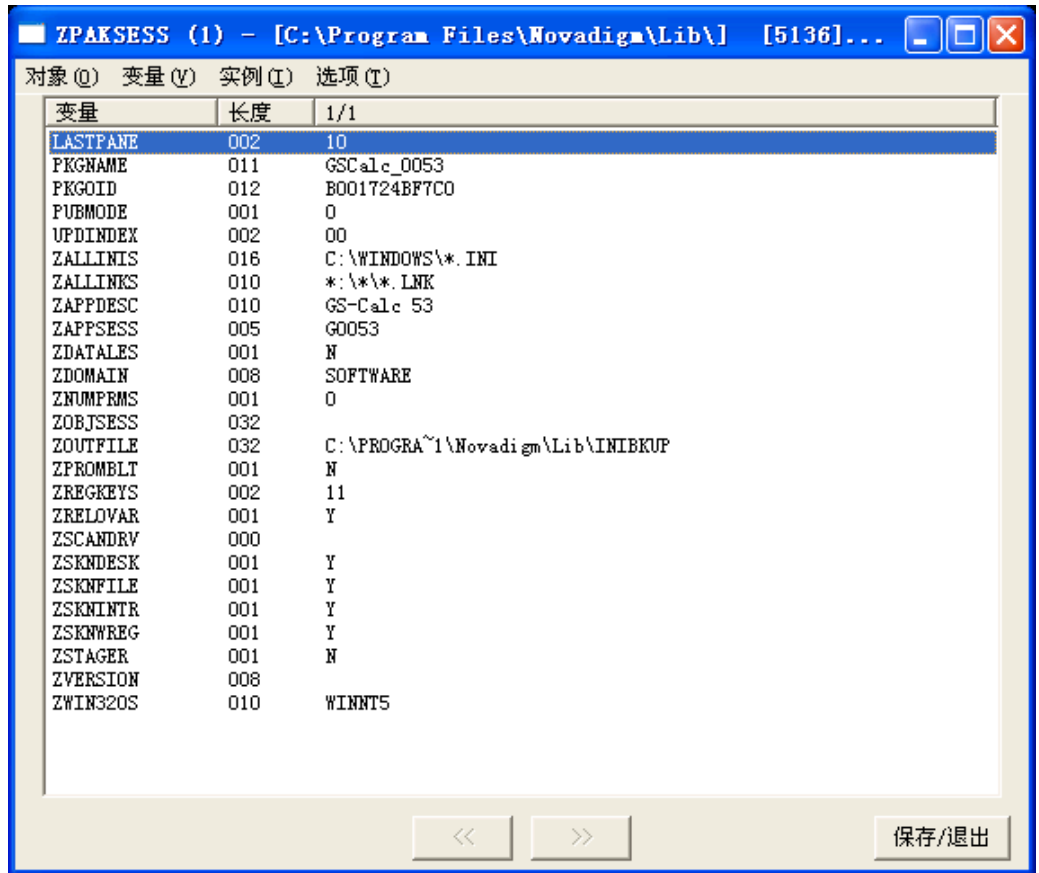 ZPAKSESS (1) - [C:\Program Files\Novadigm\Lib\] [5136]...
对象(O) 变量(V) 实例(I) 选项(T)
变量 长度 1/1
LASTPANE 002 10
PKGNAME 011 GSCalc_0053
PKGOID 012 B001724BF7C0
PUBMODE 001 0
UPDINDEX 002 00
ZALLINIS 016 C:\WINDOWS\*.INI
ZALLINKS 010 *:\*\*.LNK
ZAPPDESC 010 GS-Calc 53
ZAPPSESS 005 G0053
ZDATALES 001 N
ZDOMAIN 008 SOFTWARE
ZNUMPRMS 001 0
ZOBJSESS 032
ZOUTFILE 032 C:\PROGRA~1\Novadigm\Lib\INIBKUP
ZPROMBLT 001 N
ZREGKEYS 002 11
ZRELOVAR 001 Y
ZSCANDRV 000
ZSKNDESK 001 Y
ZSKNFILE 001 Y
ZSKNINTR 001 Y
ZSKNWREG 001 Y
ZSTAGER 001 N
ZVERSION 008
ZWIN32OS 010 WINNT5
<< >> 保存/退出